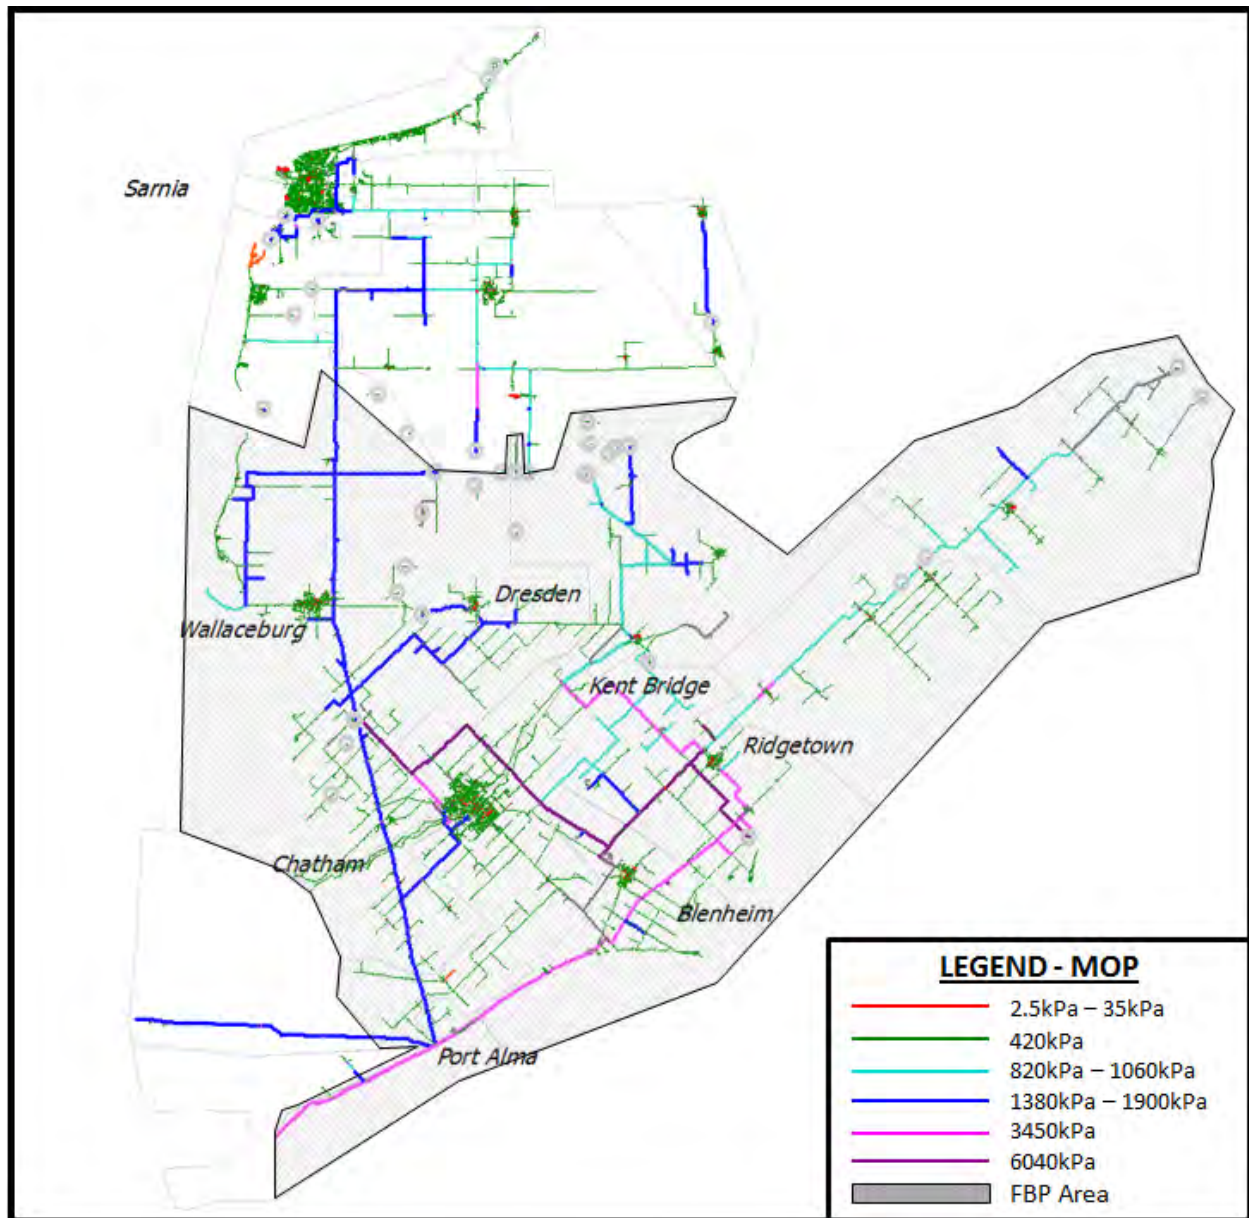 Sarnia
Dresden
Wallaceburg
Kent Bridge
Ridgetown
Chatham
Blenheim
Port Alma
LEGEND - MOP
2.5kPa – 35kPa
420kPa
820kPa – 1060kPa
1380kPa – 1900kPa
3450kPa
6040kPa
FBP Area